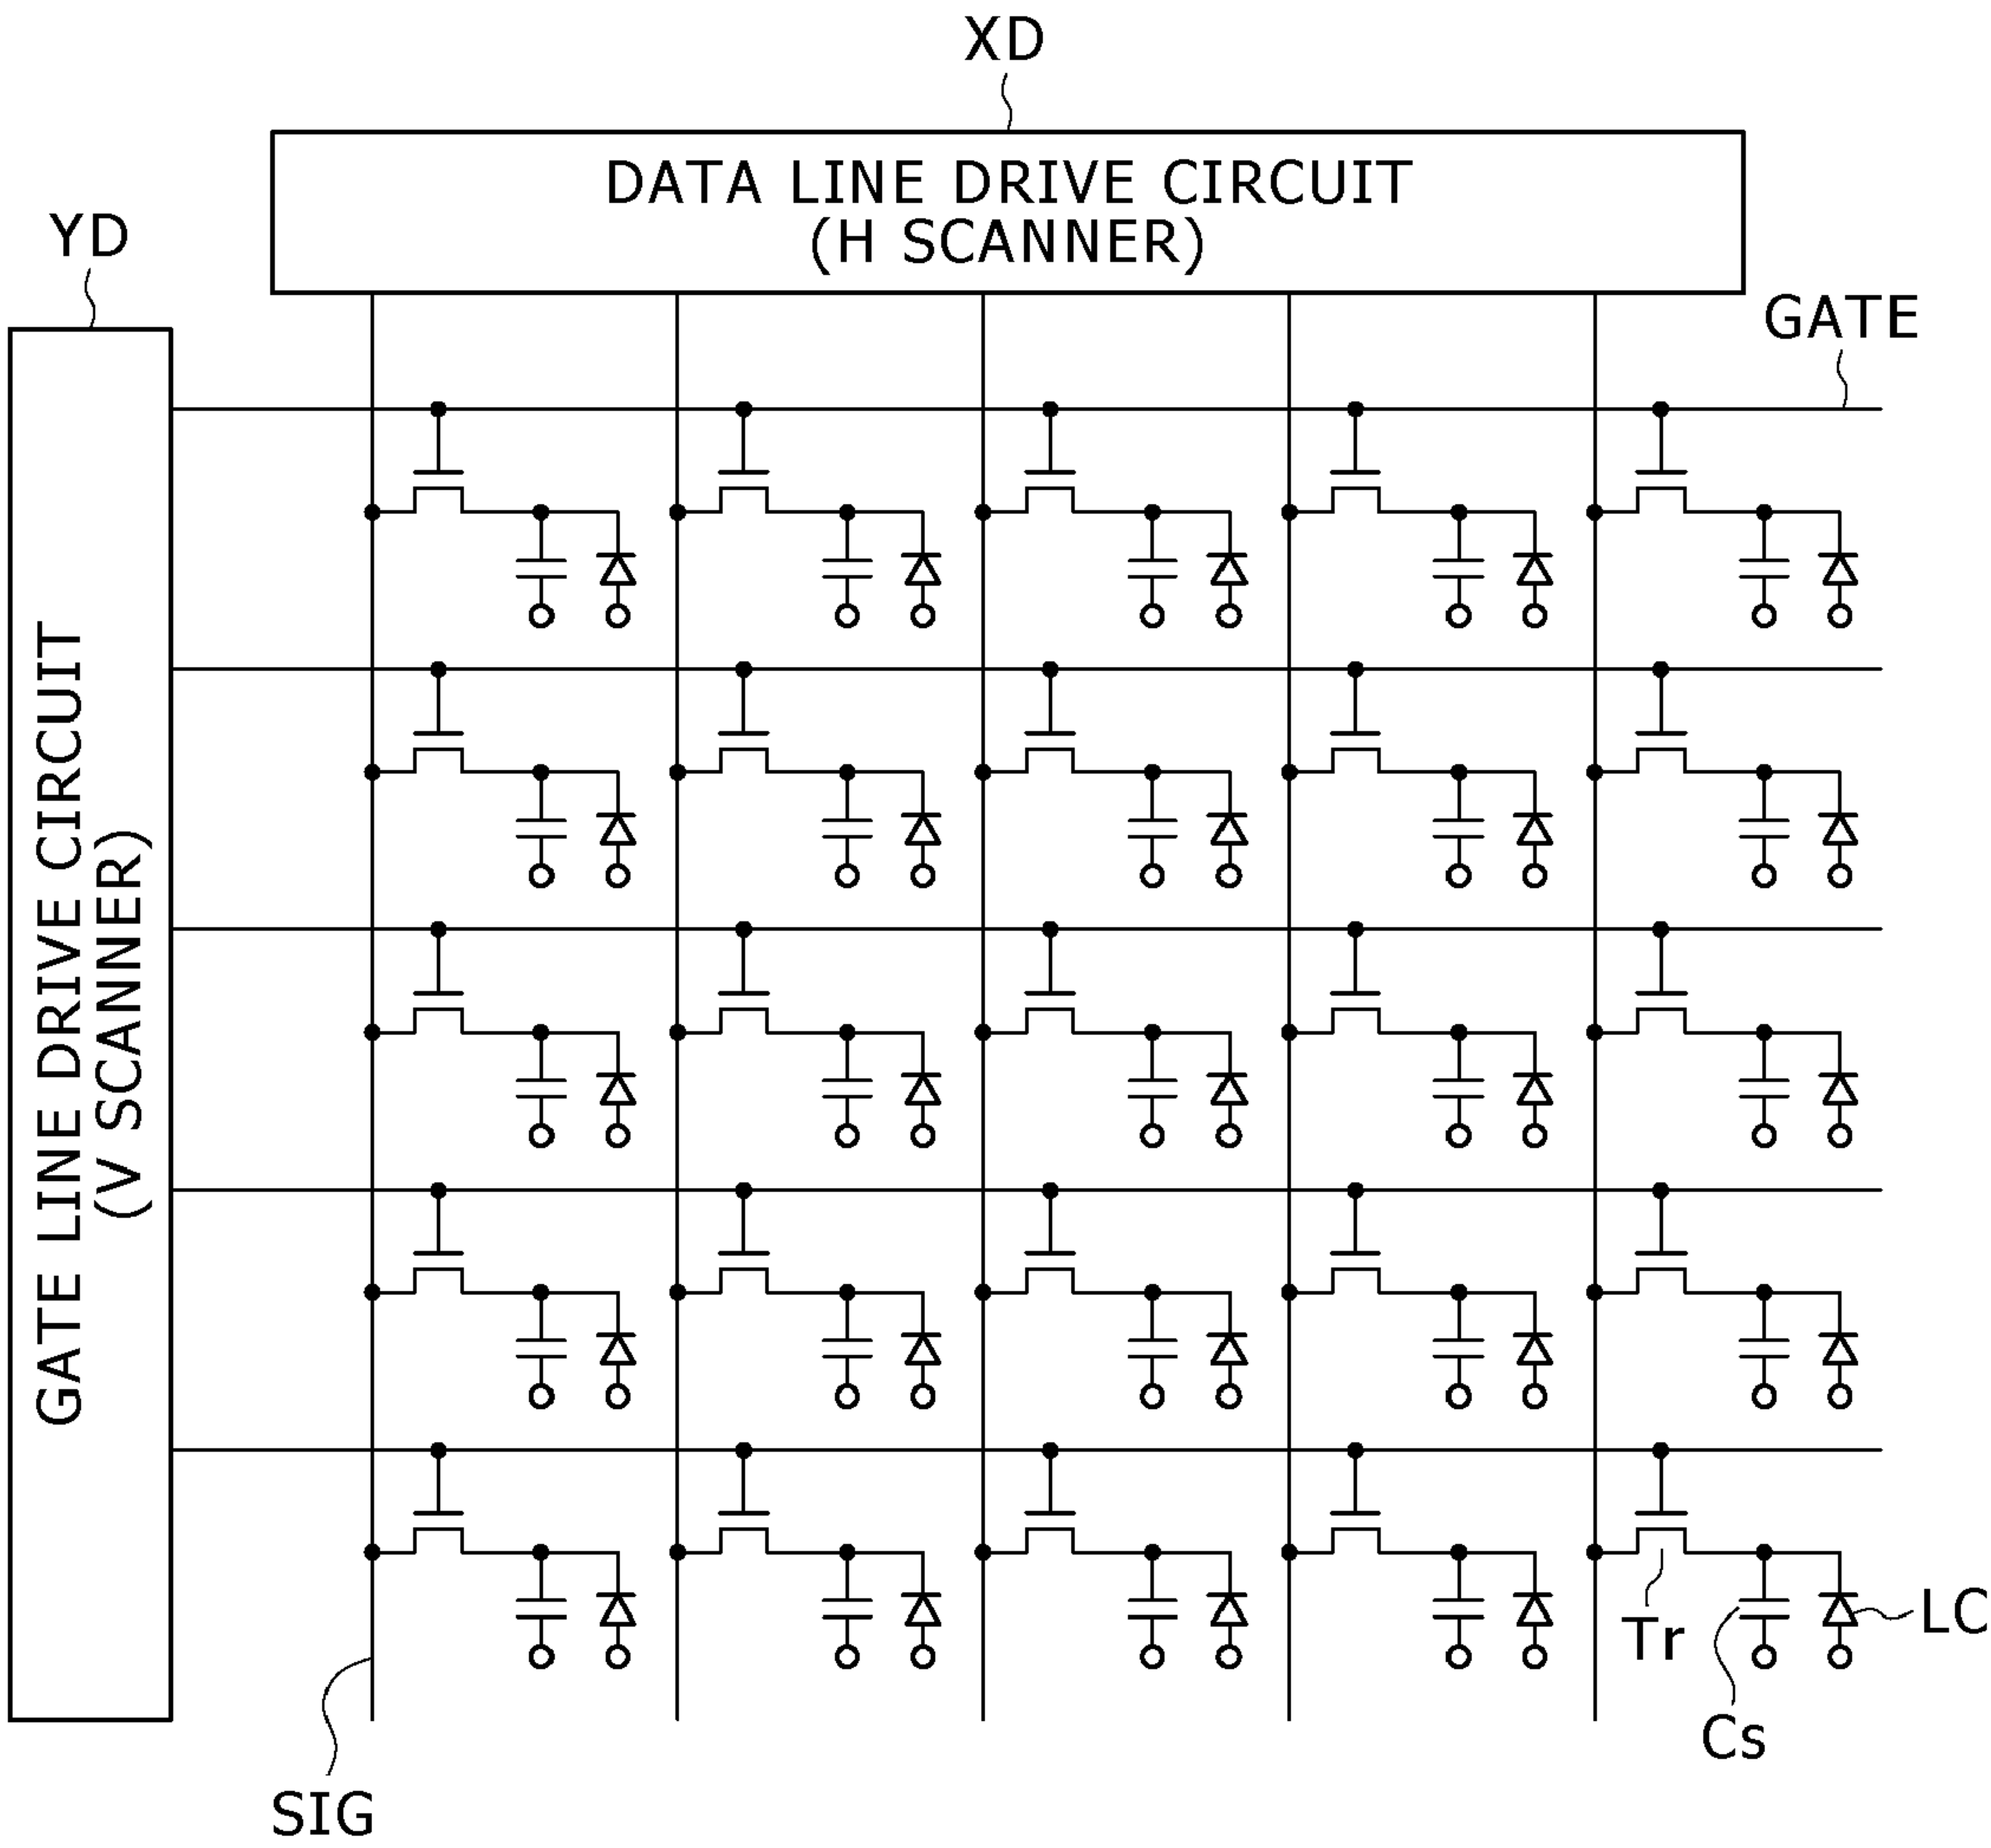 XD
DATA LINE DRIVE CIRCUIT
(H SCANNER)
YD
GATE
GATE LINE DRIVE CIRCUIT
(V SCANNER)
LC
Tr
Cs
SIG